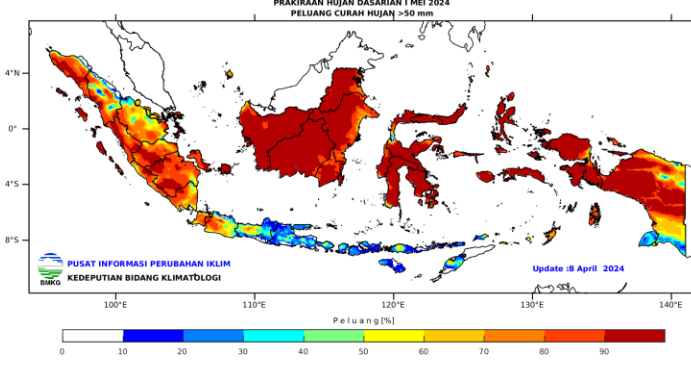 PRAKIRAAN HUJAN DASARIAN I MEI 2024
PELUANG CURAH HUJAN >50 mm
4°N
0°
4°S
8°S
PUSAT INFORMASI PERUBAHAN IKLIM
KEDEPUTIAN BIDANG KLIMATOLOGI
BMKG
Update :8 April 2024
100°E 110°E 120°E 130°E 140°E
Peluang[%]
0 10 20 30 40 50 60 70 80 90